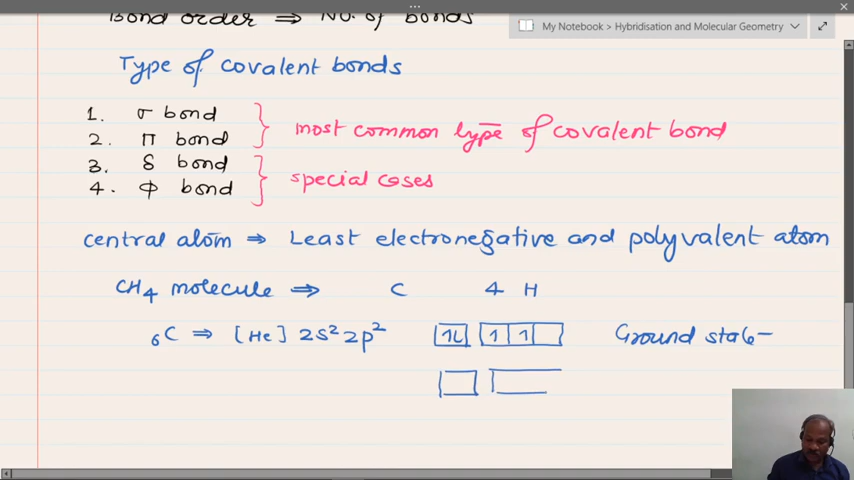 Bond order ⇒ No. of bonds
My Notebook > Hybridisation and Molecular Geometry
Type of covalent bonds
1. σ bond
2. π bond
most common type of covalent bond
3. δ bond
4. ϕ bond
special cases
central atom ⇒ Least electronegative and polyvalent atom
CH4 molecule ⇒ C 4 H
₆C ⇒ [He] 2s² 2p² 1L 1 1 Ground state